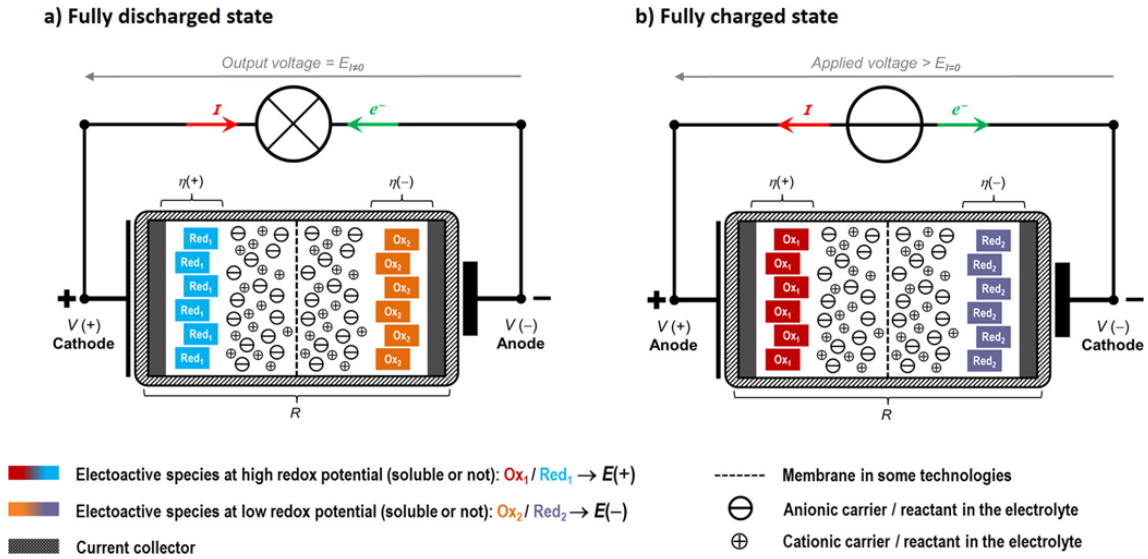 a) Fully discharged state
b) Fully charged state
Output voltage = E_I≠0
Applied voltage > E_I=0
I
e⁻
I
e⁻
η(+)
η(−)
η(+)
η(−)
Red₁
Ox₂
Ox₁
Red₂
Red₁
Ox₂
Ox₁
Red₂
Red₁
Ox₂
Ox₁
Red₂
Red₁
Ox₂
Ox₁
Red₂
Red₁
Ox₂
Ox₁
Red₂
Red₁
Ox₂
Ox₁
Red₂
+
−
+
−
V (+)
Cathode
V (−)
Anode
V (+)
Anode
V (−)
Cathode
R
R
Electoactive species at high redox potential (soluble or not): Ox₁ / Red₁ → E(+)
Electoactive species at low redox potential (soluble or not): Ox₂ / Red₂ → E(−)
Current collector
Membrane in some technologies
Anionic carrier / reactant in the electrolyte
Cationic carrier / reactant in the electrolyte